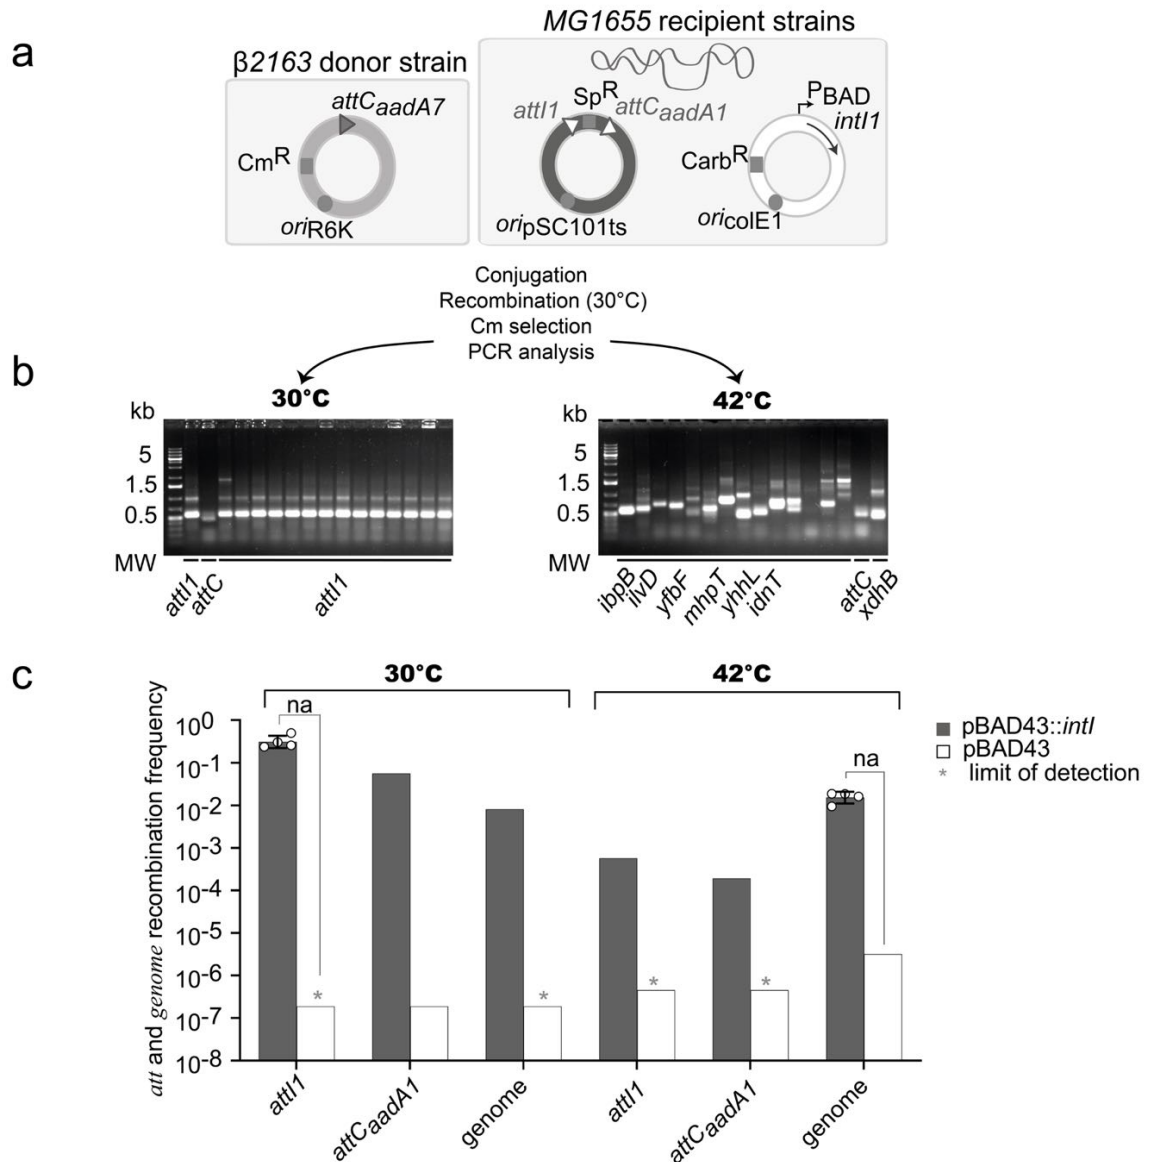 a
MG1655 recipient strains
β2163 donor strain
attCaadA7
CmR
oriR6K
attI1
SpR
attCaadA1
oripSC101ts
PBAD
intI1
CarbR
oricolE1
Conjugation
Recombination (30°C)
Cm selection
PCR analysis
b
30°C
kb
5
1.5
0.5
MW
attI1
attC
attI1
42°C
kb
5
1.5
0.5
MW
ibpB
ilvD
yfbF
mhpT
yhhL
idnT
attC
xdhB
c
30°C
42°C
att and genome recombination frequency
10^0
10^-1
10^-2
10^-3
10^-4
10^-5
10^-6
10^-7
10^-8
na
*
*
*
*
na
pBAD43::intI
pBAD43
* limit of detection
attI1
attCaadA1
genome
attI1
attCaadA1
genome